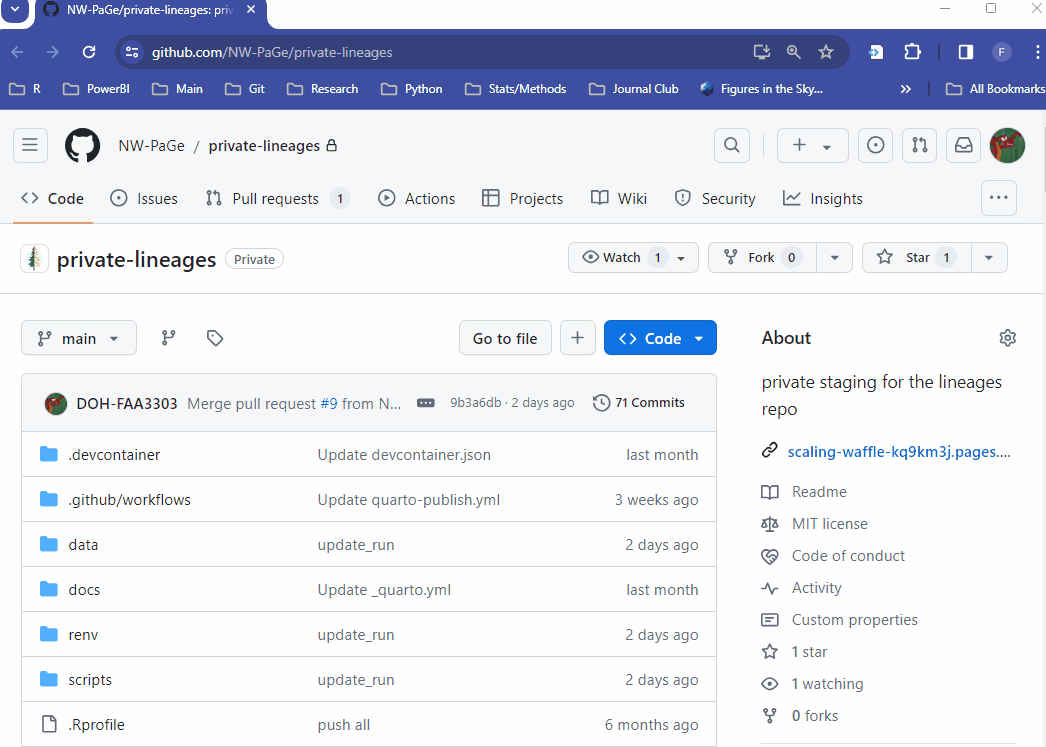 NW-PaGe/private-lineages: priv
github.com/NW-PaGe/private-lineages
F
R PowerBI Main Git Research Python Stats/Methods Journal Club Figures in the Sky... » All Bookmarks
NW-PaGe / private-lineages
Code Issues Pull requests 1 Actions Projects Wiki Security Insights
private-lineages Private Watch 1 Fork 0 Star 1
main Go to file Code
DOH-FAA3303 Merge pull request #9 from N... 9b3a6db · 2 days ago 71 Commits
.devcontainer Update devcontainer.json last month
.github/workflows Update quarto-publish.yml 3 weeks ago
data update_run 2 days ago
docs Update _quarto.yml last month
renv update_run 2 days ago
scripts update_run 2 days ago
.Rprofile push all 6 months ago
About
private staging for the lineages
repo
scaling-waffle-kq9km3j.pages....
Readme
MIT license
Code of conduct
Activity
Custom properties
1 star
1 watching
0 forks